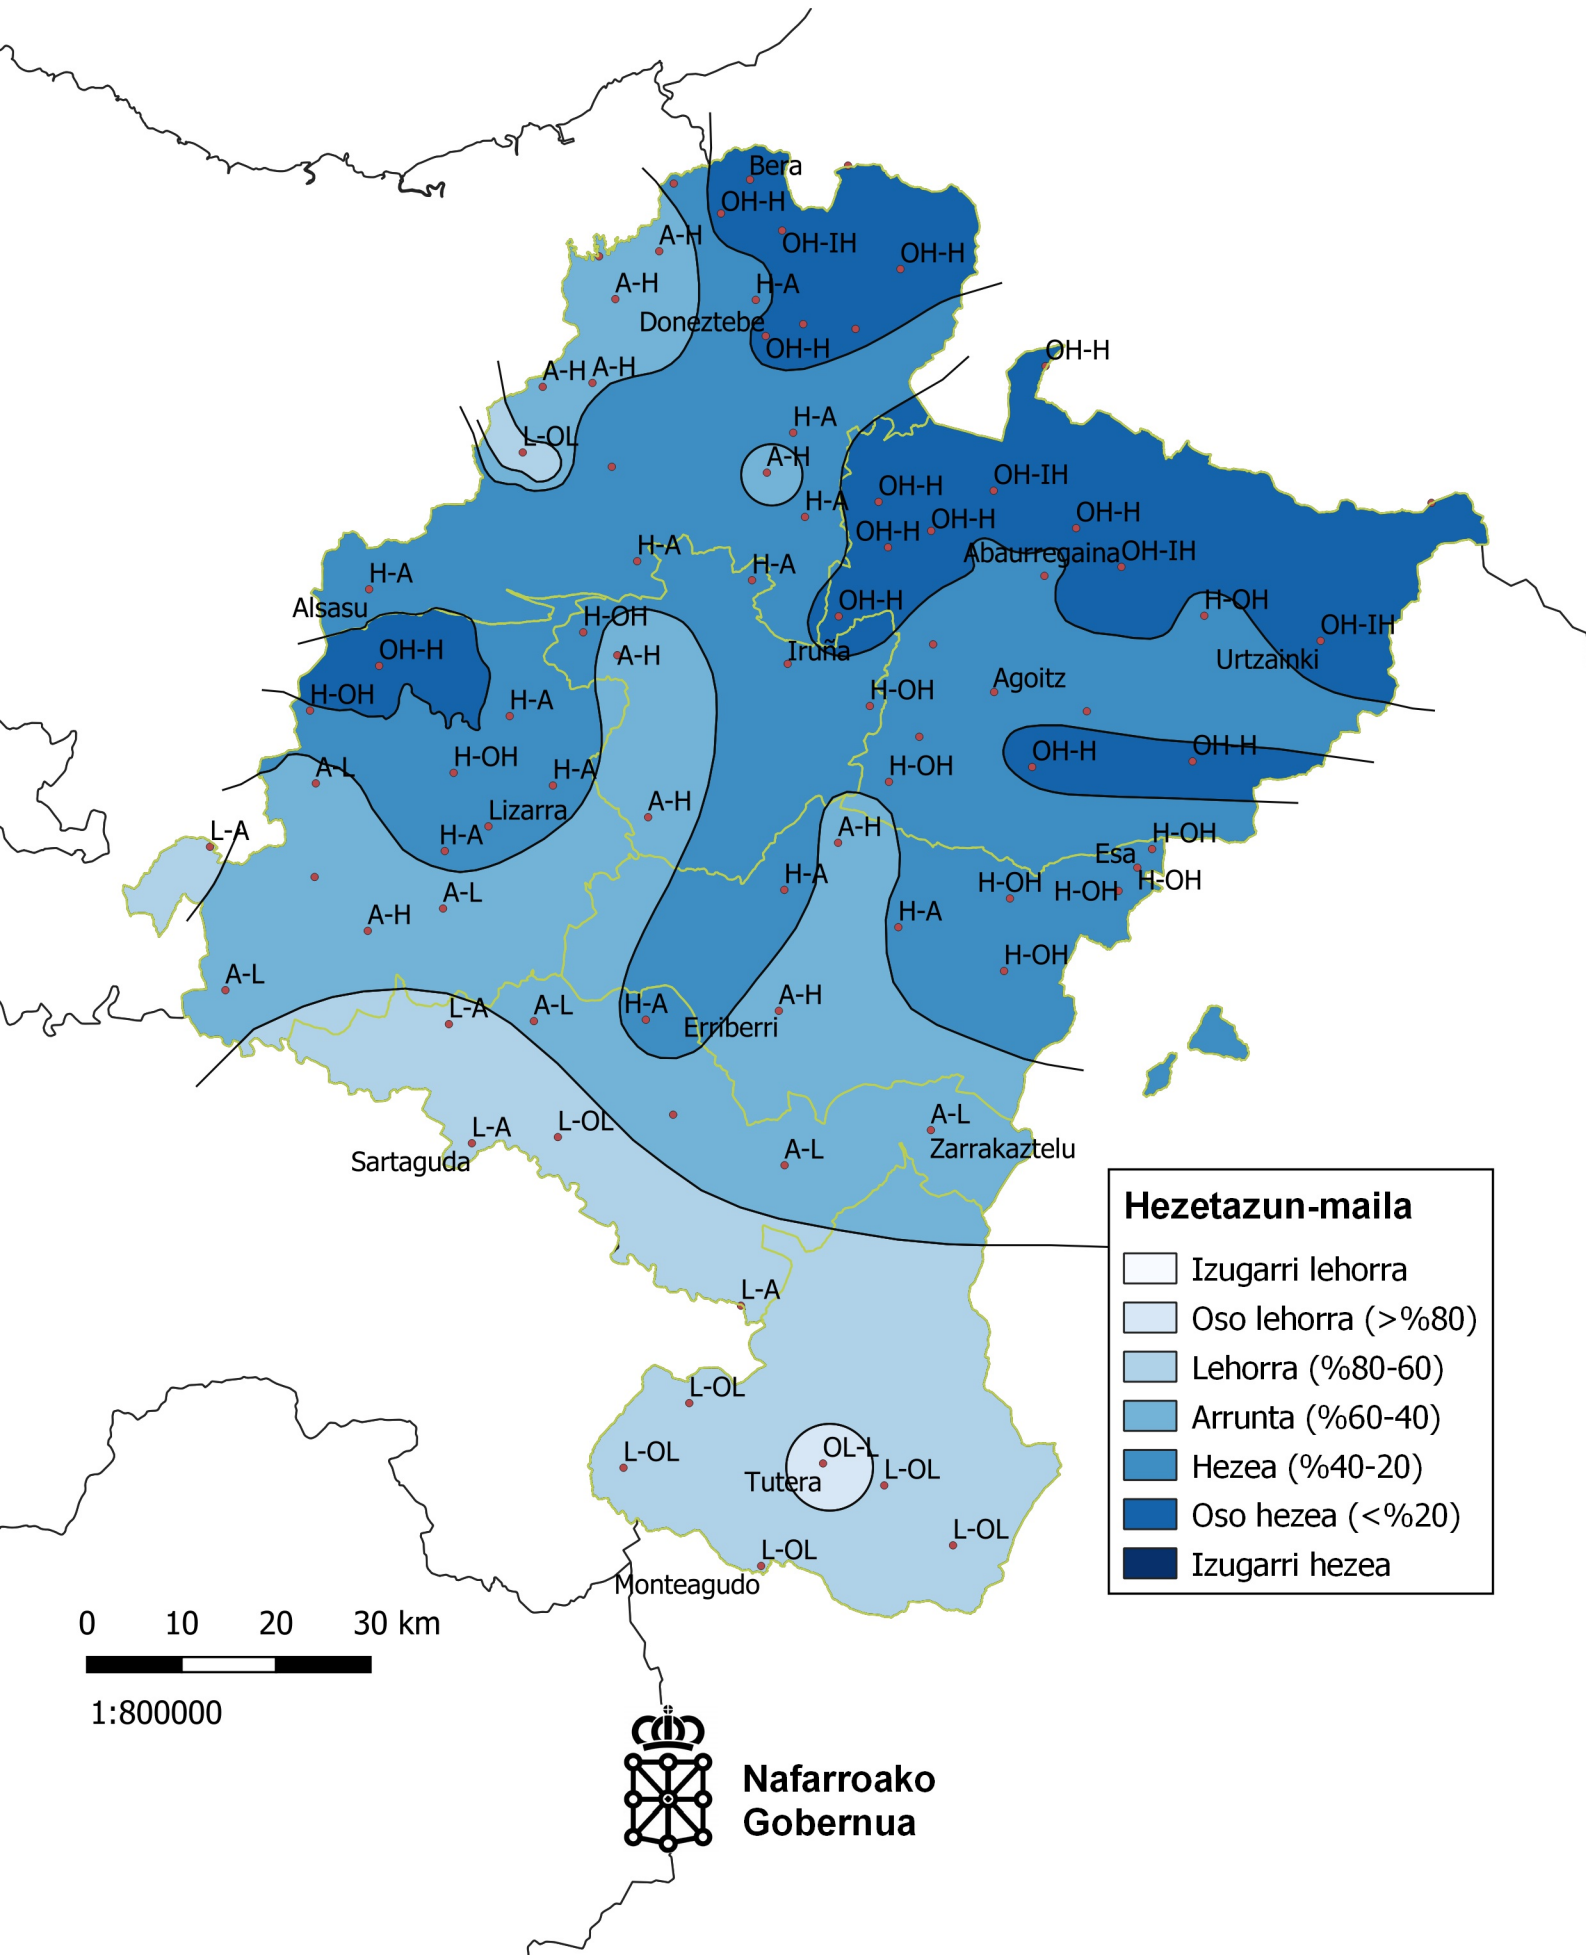 Bera
OH-H
OH-IH
OH-H
A-H
A-H
H-A
Doneztebe
OH-H
OH-H
A-H
A-H
L-OL
H-A
A-H
H-A
OH-H
OH-IH
OH-H
OH-H
OH-H
Abaurregaina
OH-IH
H-A
H-A
H-A
Alsasu
OH-H
H-OH
H-OH
OH-IH
OH-H
A-H
Iruña
Urtzainki
H-OH
H-A
H-OH
Agoitz
H-OH
H-A
A-L
H-OH
OH-H
OH-H
Lizarra
A-H
H-A
L-A
A-H
H-OH
Esa
H-A
H-OH
H-OH
H-OH
A-L
A-H
H-A
H-OH
A-L
L-A
A-L
H-A
A-H
Erriberri
L-A
L-OL
A-L
A-L
Zarrakaztelu
Sartaguda
L-A
L-OL
L-OL
OL-L
L-OL
Tutera
L-OL
L-OL
Monteagudo
Hezetazun-maila
Izugarri lehorra
Oso lehorra (>%80)
Lehorra (%80-60)
Arrunta (%60-40)
Hezea (%40-20)
Oso hezea (<%20)
Izugarri hezea
0 10 20 30 km
1:800000
Nafarroako
Gobernua